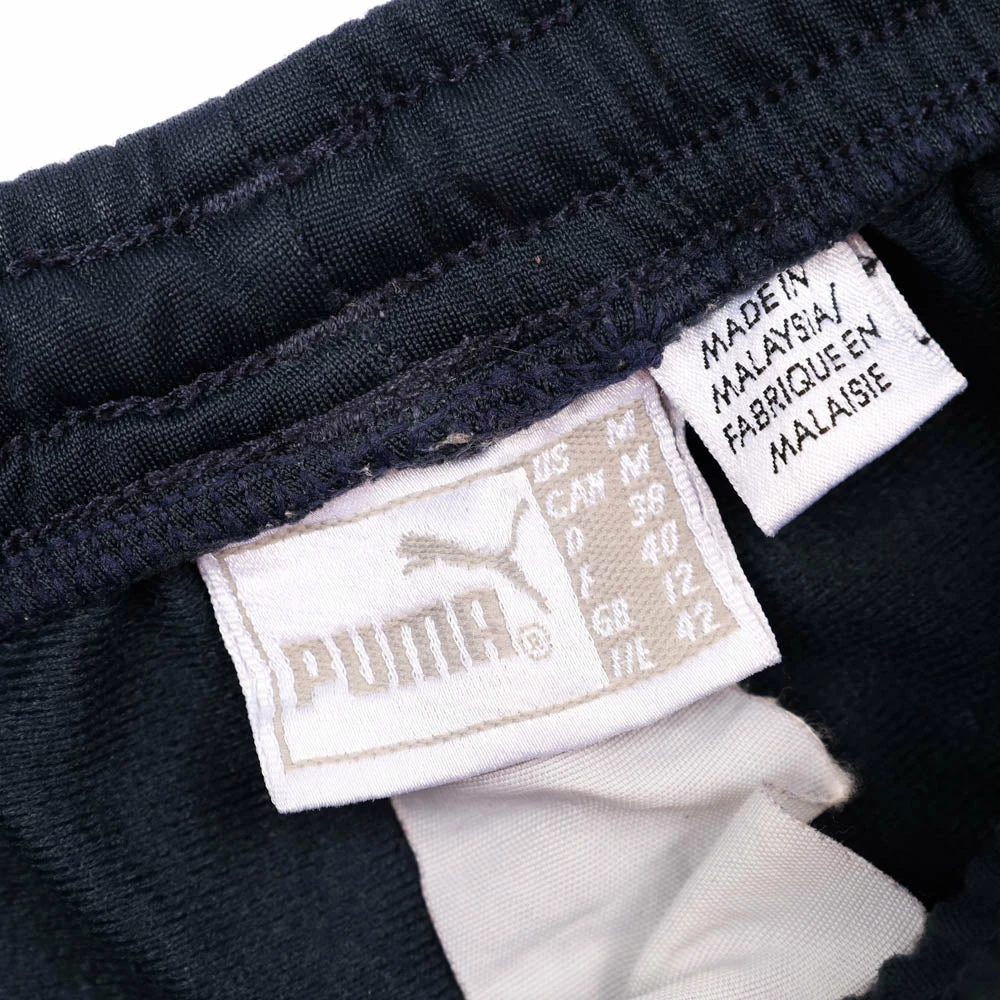 MADE IN
MALAYSIA/
FABRIQUE EN
MALAISIE
PUMA®
US M
CAN M
D 38
F 40
GB 12
I/E 42